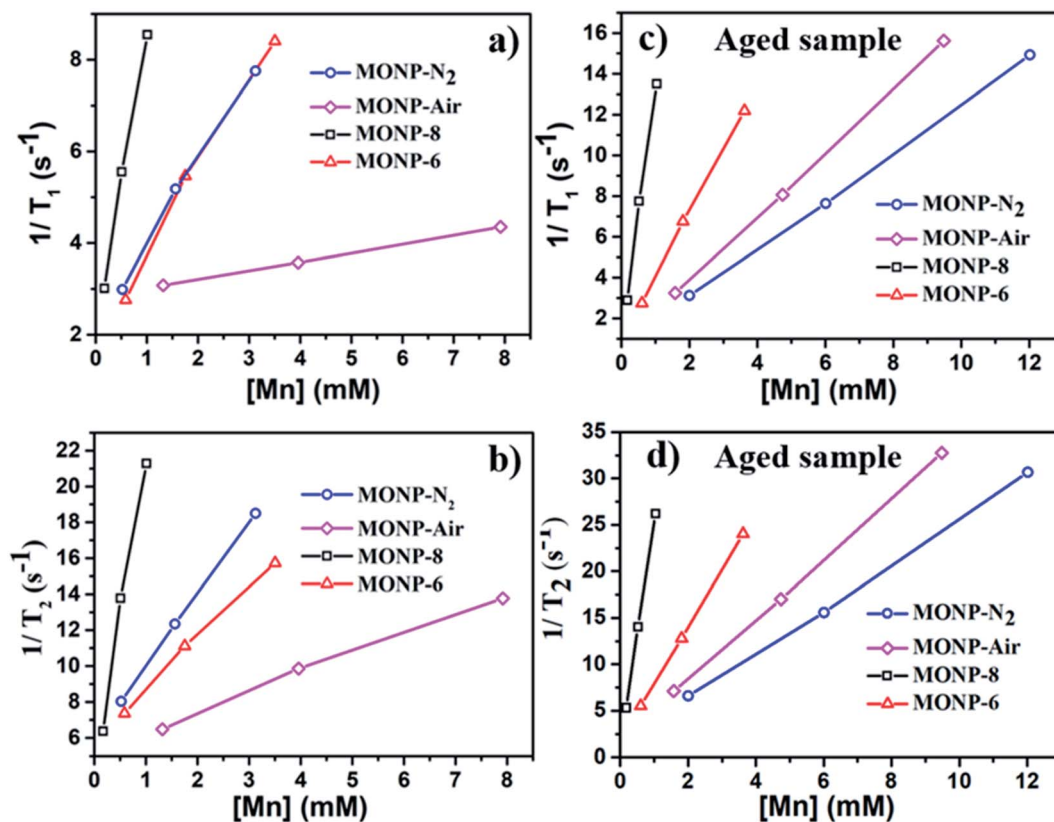 a)
1/ T₁ (s⁻¹)
8
6
4
2
MONP-N₂
MONP-Air
MONP-8
MONP-6
0 1 2 3 4 5 6 7 8
[Mn] (mM)
c) Aged sample
1/ T₁ (s⁻¹)
16
14
12
10
8
6
4
2
MONP-N₂
MONP-Air
MONP-8
MONP-6
0 2 4 6 8 10 12
[Mn] (mM)
b)
1/ T₂ (s⁻¹)
22
20
18
16
14
12
10
8
6
MONP-N₂
MONP-Air
MONP-8
MONP-6
0 1 2 3 4 5 6 7 8
[Mn] (mM)
d) Aged sample
1/ T₂ (s⁻¹)
35
30
25
20
15
10
5
0
MONP-N₂
MONP-Air
MONP-8
MONP-6
0 2 4 6 8 10 12
[Mn] (mM)